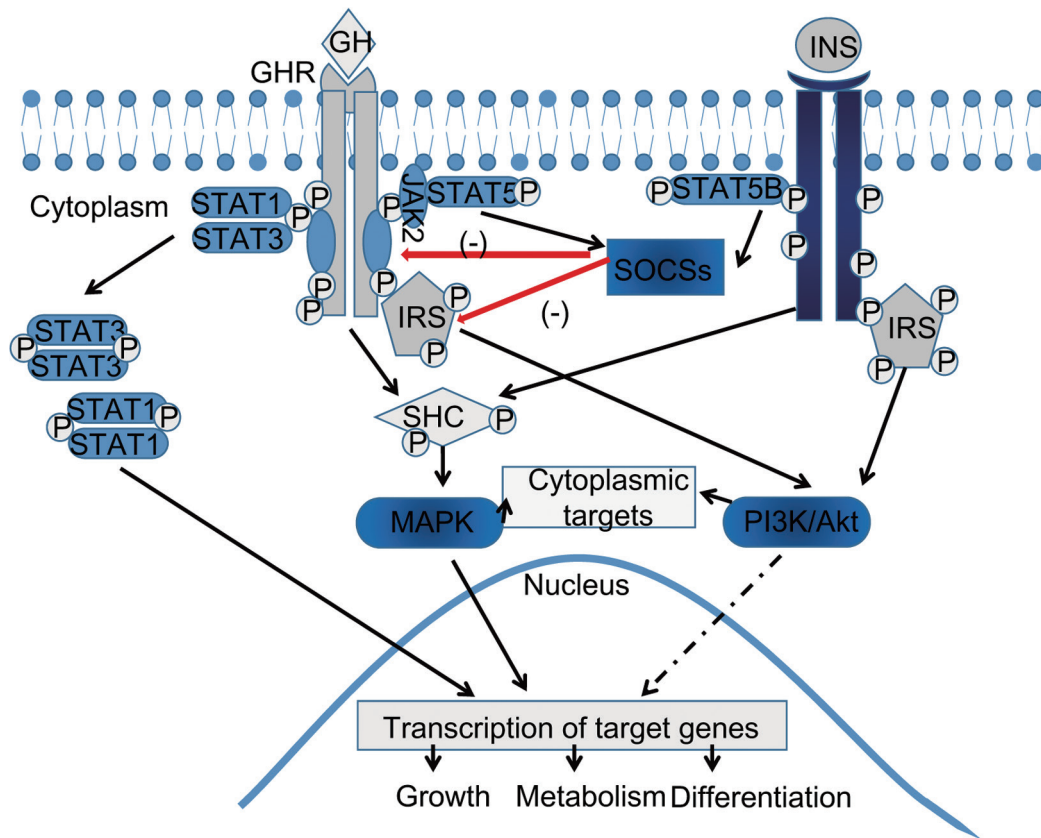 GH
INS
GHR
P
P
JAK2
STAT5
P
P
STAT5B
P
P
Cytoplasm
STAT1
STAT3
P
(-)
SOCSs
P
P
P
P
P
P
IRS
P
(-)
P
IRS
P
P
P
P
STAT3
P
P
STAT3
STAT1
P
P
STAT1
SHC
P
P
MAPK
Cytoplasmic
targets
PI3K/Akt
Nucleus
Transcription of target genes
Growth
Metabolism
Differentiation